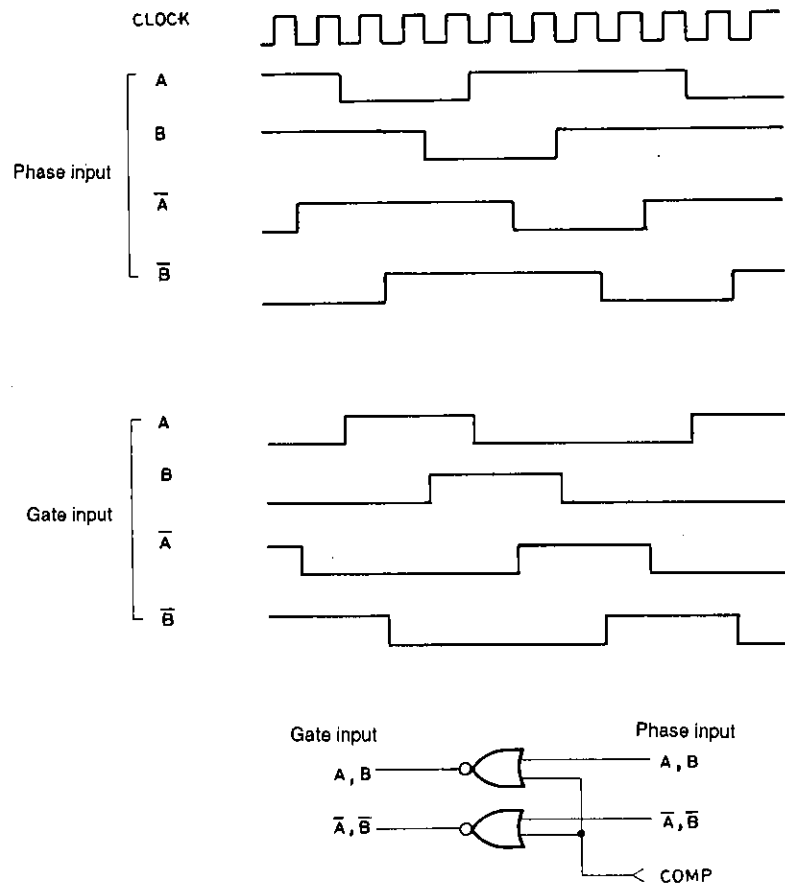 CLOCK
A
B
Phase input
A̅
B̅
A
B
Gate input
A̅
B̅
Gate input
Phase input
A, B
A, B
A̅, B̅
A̅, B̅
COMP